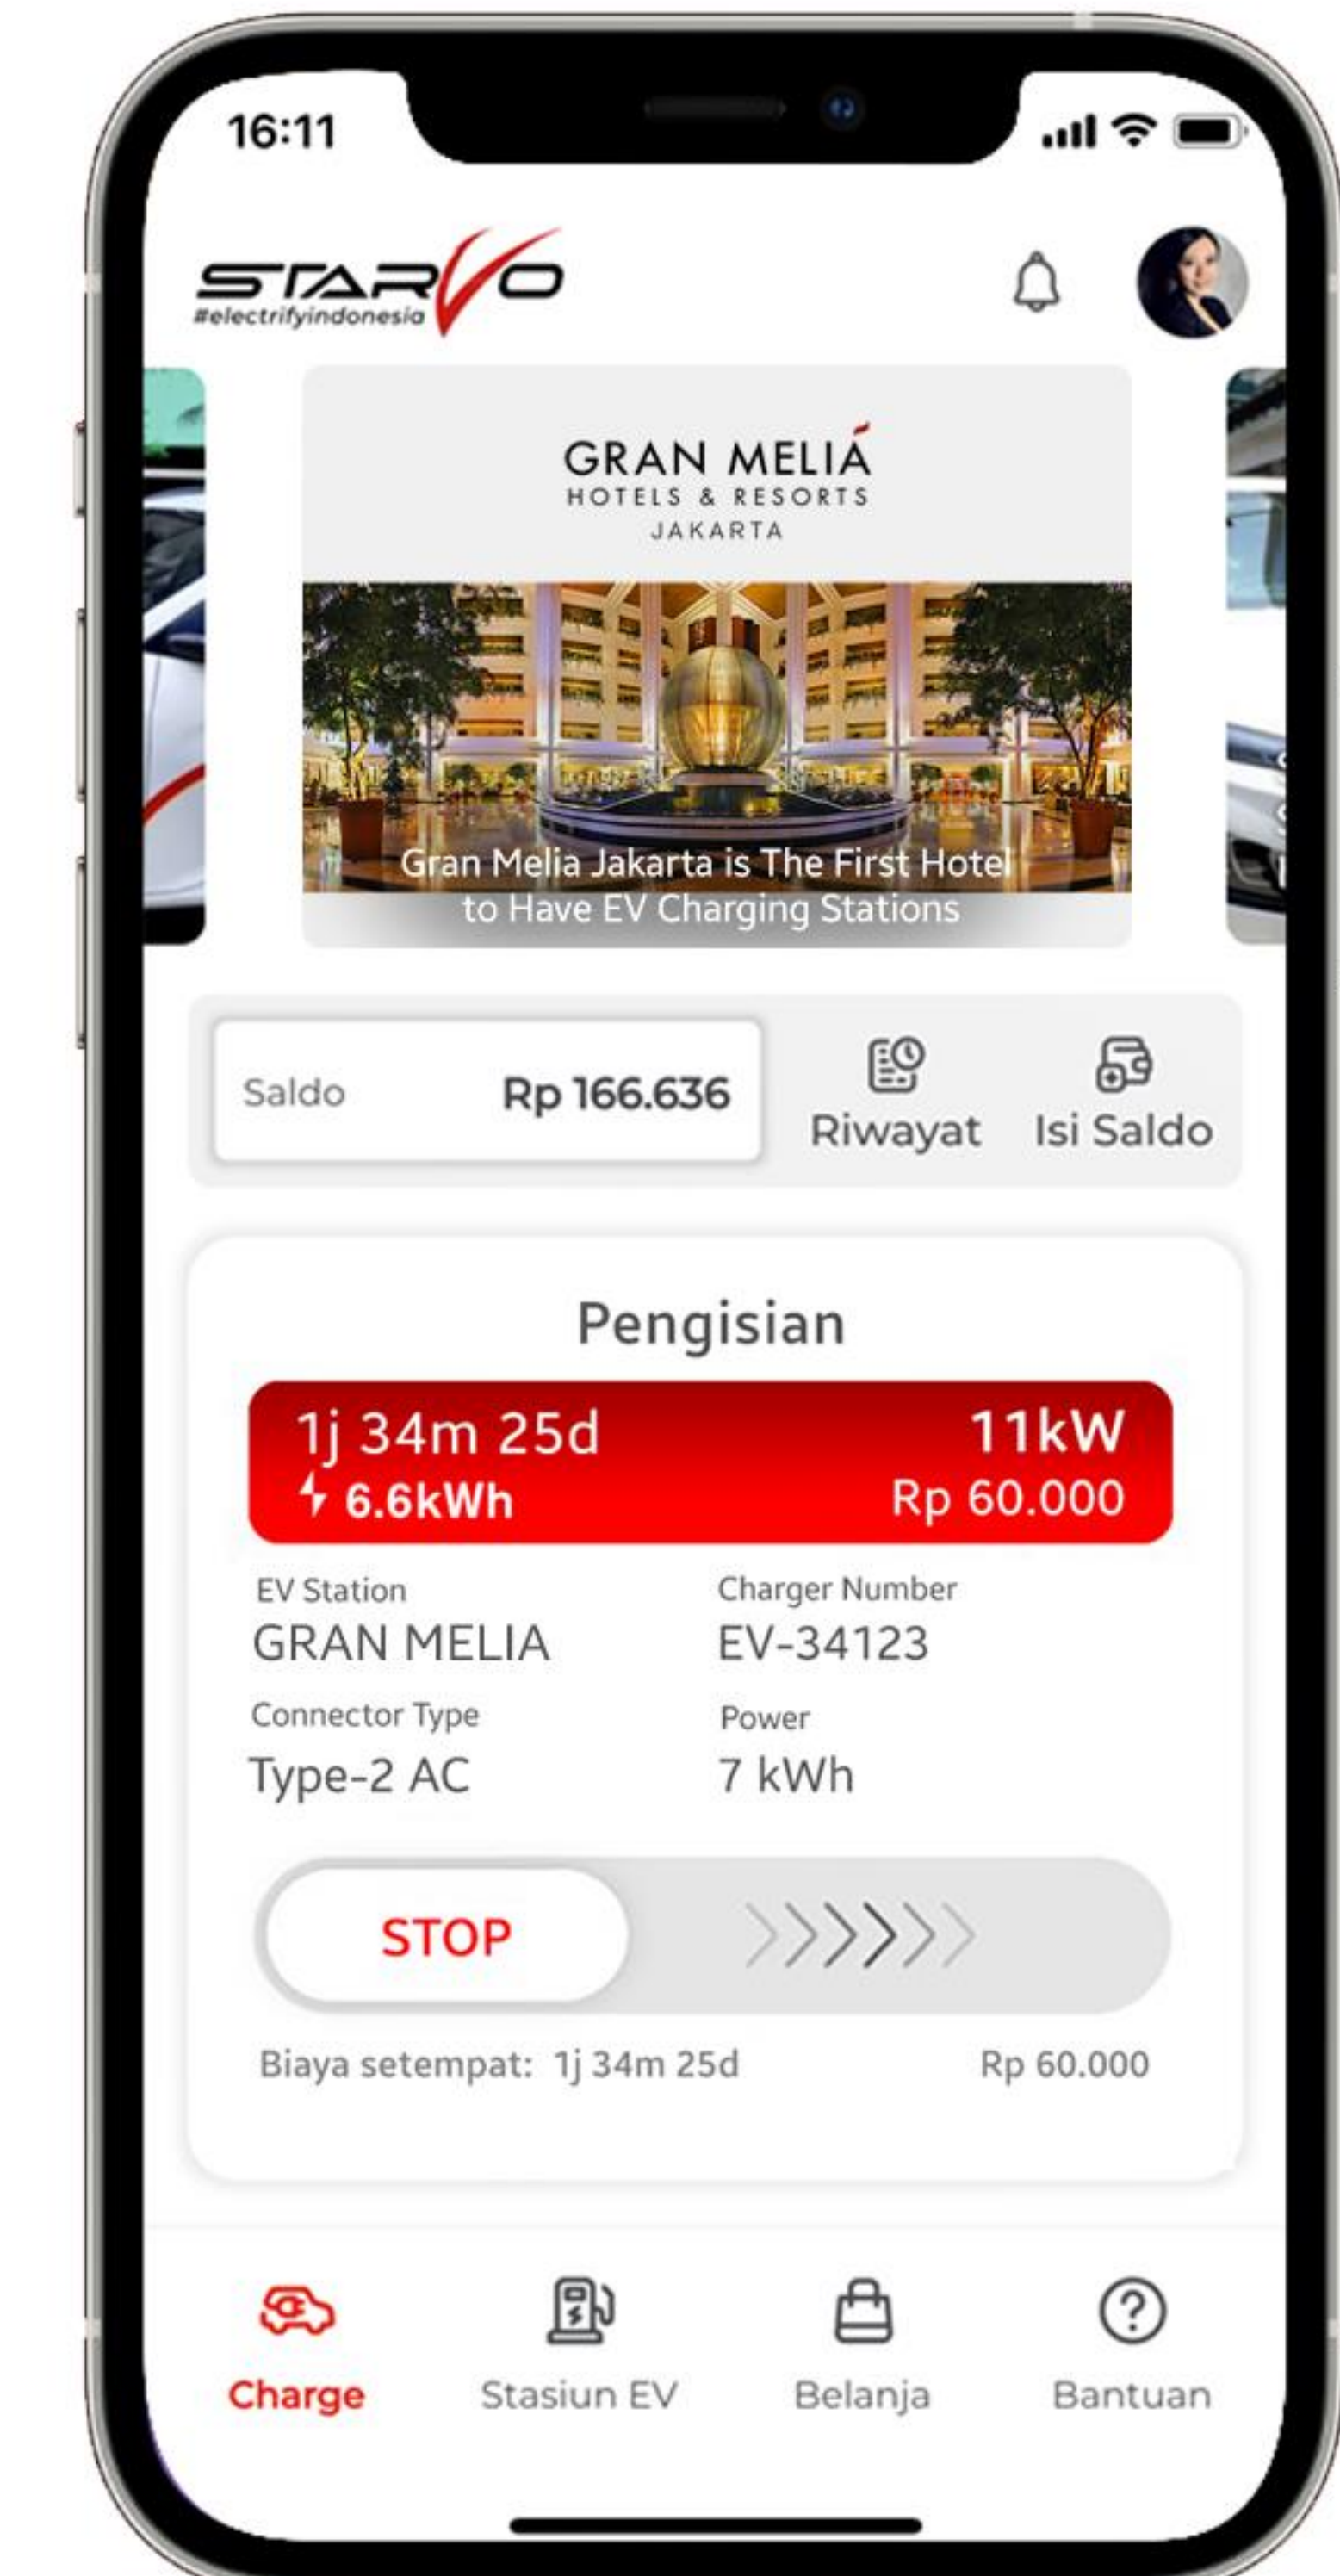 16:11
STARVO
#electrifyindonesia
GRAN MELIÁ
HOTELS & RESORTS
JAKARTA
Gran Melia Jakarta is The First Hotel
to Have EV Charging Stations
Saldo Rp 166.636
Riwayat Isi Saldo
Pengisian
1j 34m 25d 11kW
6.6kWh Rp 60.000
EV Station Charger Number
GRAN MELIA EV-34123
Connector Type Power
Type-2 AC 7 kWh
STOP
Biaya setempat: 1j 34m 25d Rp 60.000
Charge Stasiun EV Belanja Bantuan